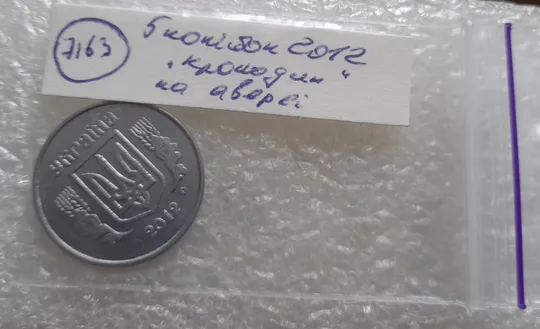 7163
5 копійок 2012
„крокодил“
на аверсі
Україна
2012